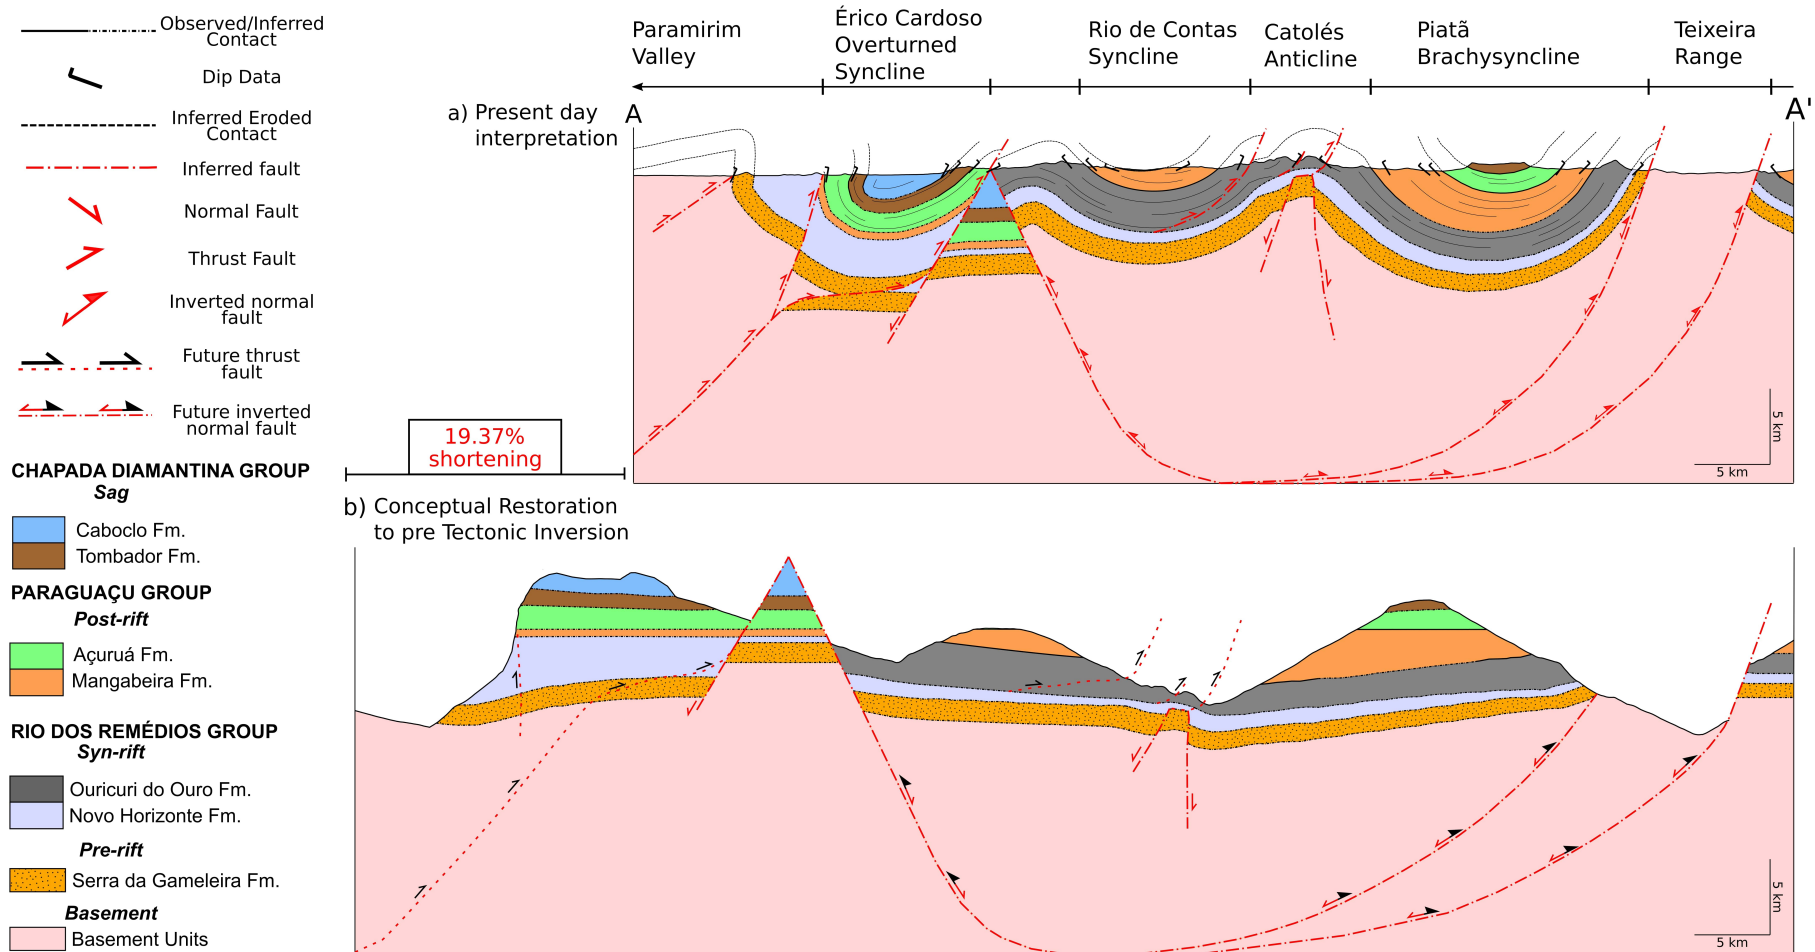 Observed/Inferred
Contact
Dip Data
Inferred Eroded
Contact
Inferred fault
Normal Fault
Thrust Fault
Inverted normal
fault
Future thrust
fault
Future inverted
normal fault
CHAPADA DIAMANTINA GROUP
Sag
Caboclo Fm.
Tombador Fm.
PARAGUAÇU GROUP
Post-rift
Açuruá Fm.
Mangabeira Fm.
RIO DOS REMÉDIOS GROUP
Syn-rift
Ouricuri do Ouro Fm.
Novo Horizonte Fm.
Pre-rift
Serra da Gameleira Fm.
Basement
Basement Units
Paramirim
Valley
Érico Cardoso
Overturned
Syncline
Rio de Contas
Syncline
Catolés
Anticline
Piatã
Brachysyncline
Teixeira
Range
a) Present day
interpretation
A
A'
5 km
5 km
19.37%
shortening
b) Conceptual Restoration
to pre Tectonic Inversion
5 km
5 km